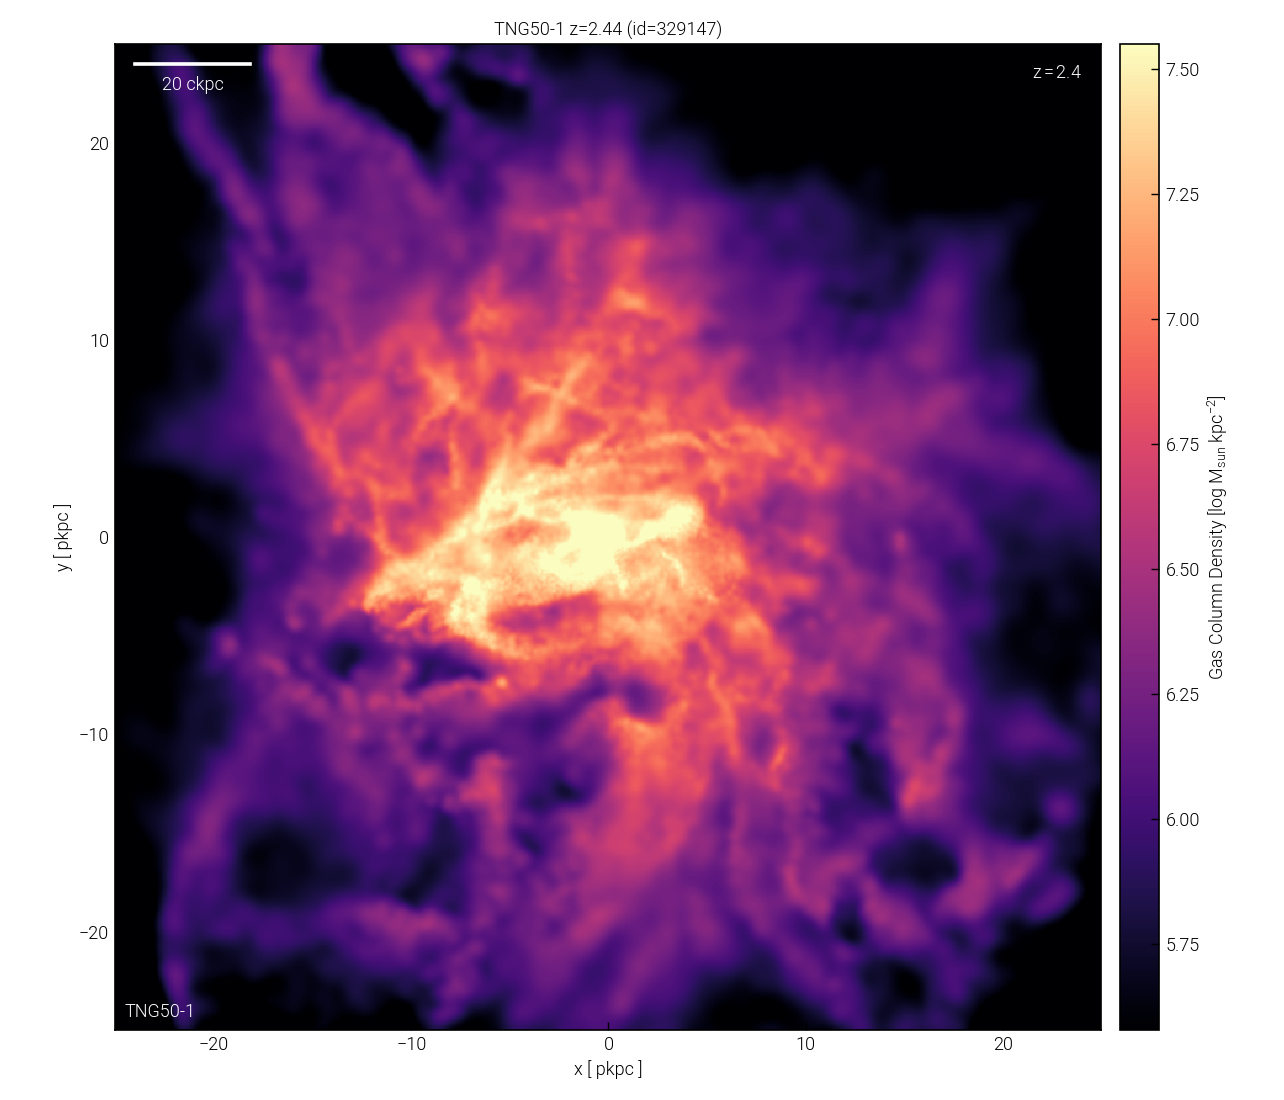 TNG50-1 z=2.44 (id=329147)
20 ckpc
z=2.4
TNG50-1
y [ pkpc ]
20
10
0
−10
−20
−20
−10
0
10
20
x [ pkpc ]
7.50
7.25
7.00
6.75
6.50
6.25
6.00
5.75
Gas Column Density [log M_sun kpc^−2]